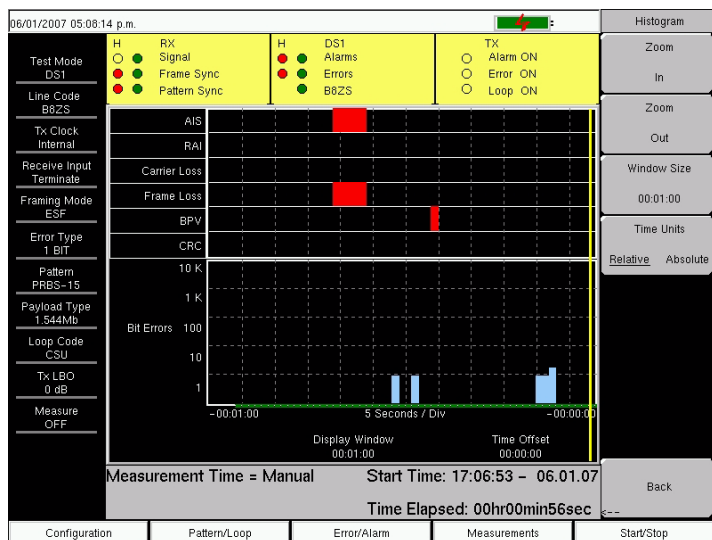 06/01/2007 05:08:14 p.m.
Histogram
Test Mode
DS1
Line Code
B8ZS
Tx Clock
Internal
Receive Input
Terminate
Framing Mode
ESF
Error Type
1 BIT
Pattern
PRBS-15
Payload Type
1.544Mb
Loop Code
CSU
Tx LBO
0 dB
Measure
OFF
H RX
Signal
Frame Sync
Pattern Sync
H DS1
Alarms
Errors
B8ZS
TX
Alarm ON
Error ON
Loop ON
AIS
RAI
Carrier Loss
Frame Loss
BPV
CRC
10 K
1 K
Bit Errors 100
10
1
-00:01:00 5 Seconds / Div -00:00:00
Display Window Time Offset
00:01:00 00:00:00
Measurement Time = Manual Start Time: 17:06:53 - 06.01.07
Time Elapsed: 00hr00min56sec
Zoom
In
Zoom
Out
Window Size
00:01:00
Time Units
Relative Absolute
Back
<--
Configuration Pattern/Loop Error/Alarm Measurements Start/Stop